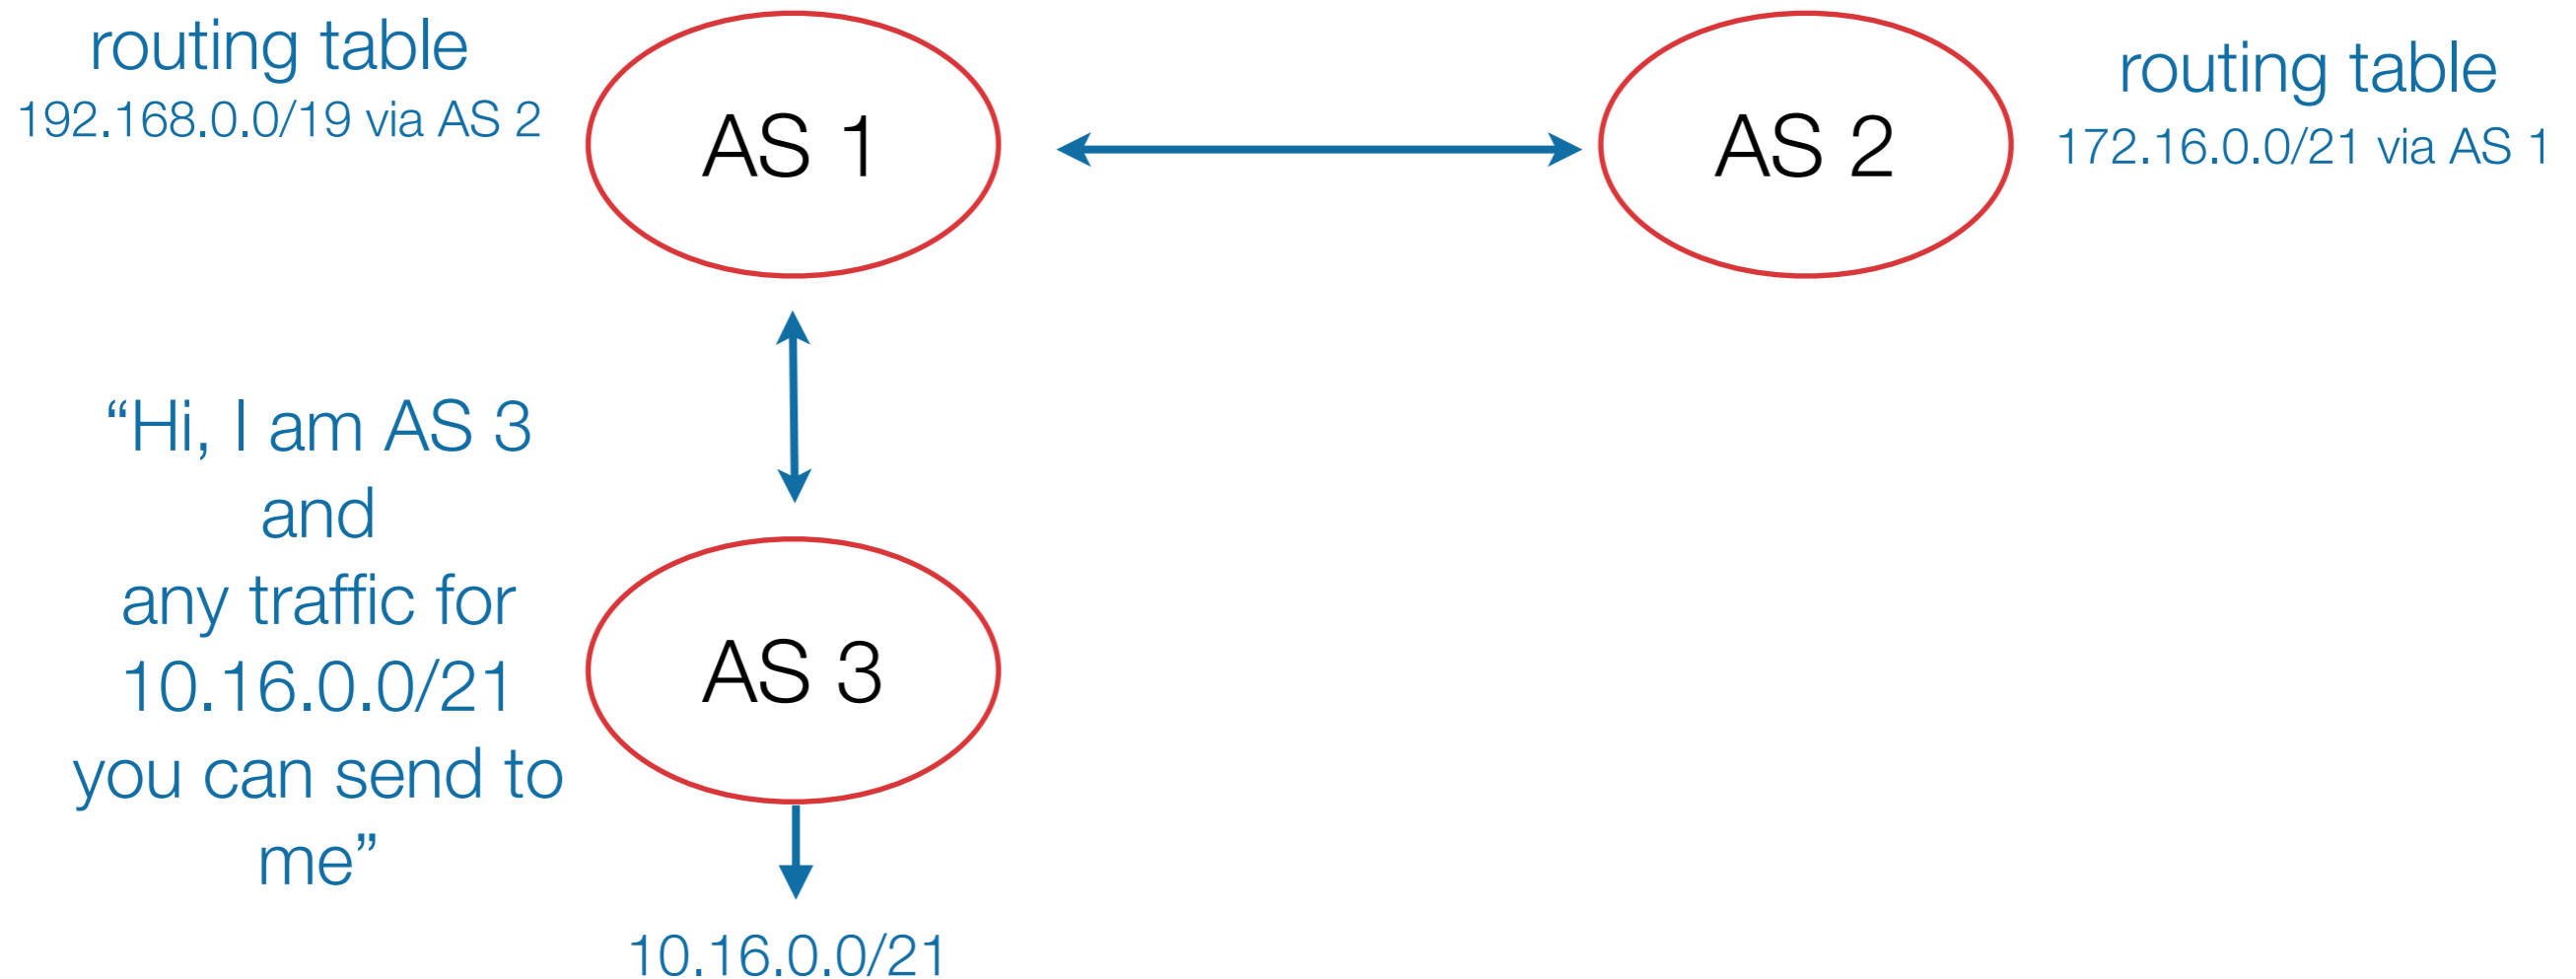 routing table
192.168.0.0/19 via AS 2
AS 1
AS 2
routing table
172.16.0.0/21 via AS 1
“Hi, I am AS 3
and
any traffic for
10.16.0.0/21
you can send to
me”
AS 3
10.16.0.0/21